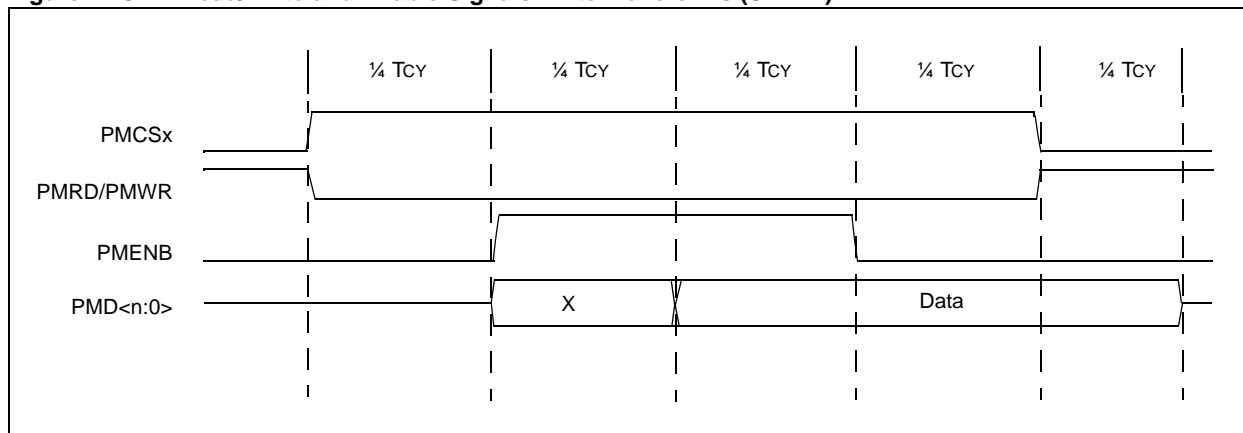 ¼ TCY ¼ TCY ¼ TCY ¼ TCY ¼ TCY
PMCSx
PMRD/PMWR
PMENB
PMD<n:0> X Data